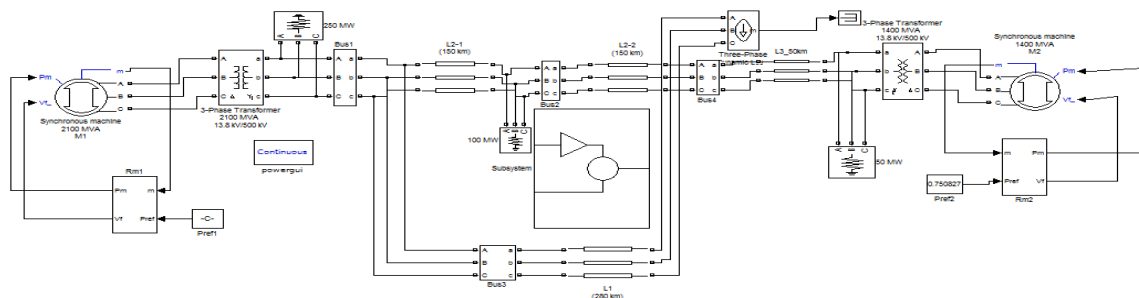 250 MW
Bus1
L2-1
(150 km)
L2-2
(150 km)
Three-Phase
3-Phase Transformer
1400 MVA
13.8 kV/500 kV
L3_50km
Synchronous machine
1400 MVA
M2
Pm
Vf_
m
A
B
C
3-Phase Transformer
2100 MVA
13.8 kV/500 kV
Synchronous machine
2100 MVA
M1
Bus2
Bus4
100 MW
Subsystem
50 MW
Continuous
powergui
Rm1
Pm
m
Vf
Pref
-C-
Pref1
0.750827
Pref2
m
Pm
Pref
Vf
Rm2
Bus3
L1
(280 km)